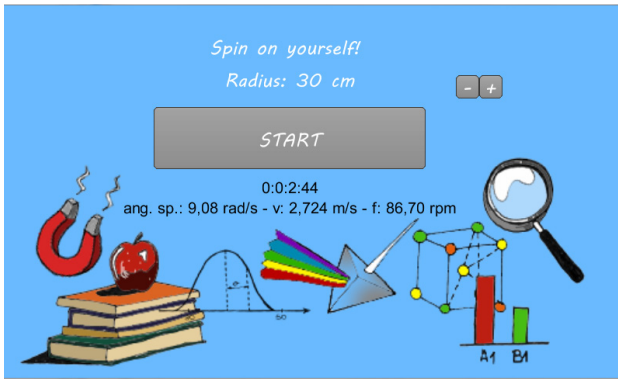 Spin on yourself!
Radius: 30 cm
- +
START
0:0:2:44
ang. sp.: 9,08 rad/s - v: 2,724 m/s - f: 86,70 rpm
A1 B1